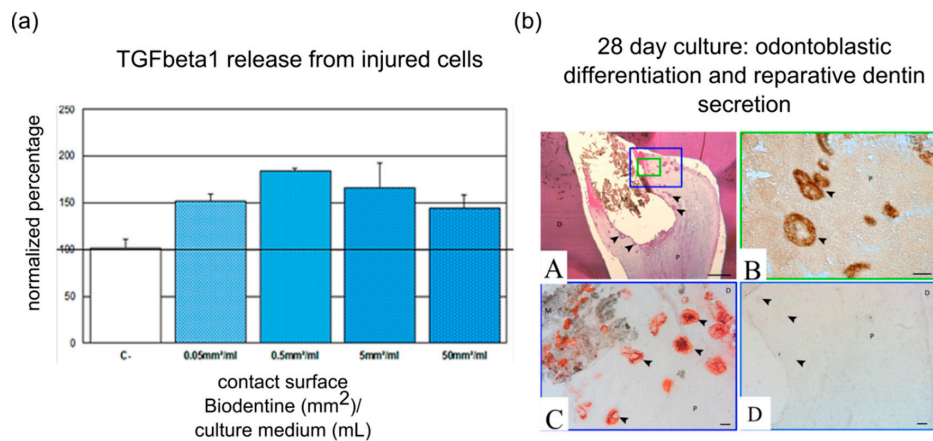 (a)
TGFbeta1 release from injured cells
normalized percentage
250
200
150
100
50
0
C-
0.05mm²/ml
0.5mm²/ml
5mm²/ml
50mm²/ml
contact surface
Biodentine (mm²)/
culture medium (mL)
(b)
28 day culture: odontoblastic
differentiation and reparative dentin
secretion
A
D
P
B
P
C
M
D
P
D
D
P